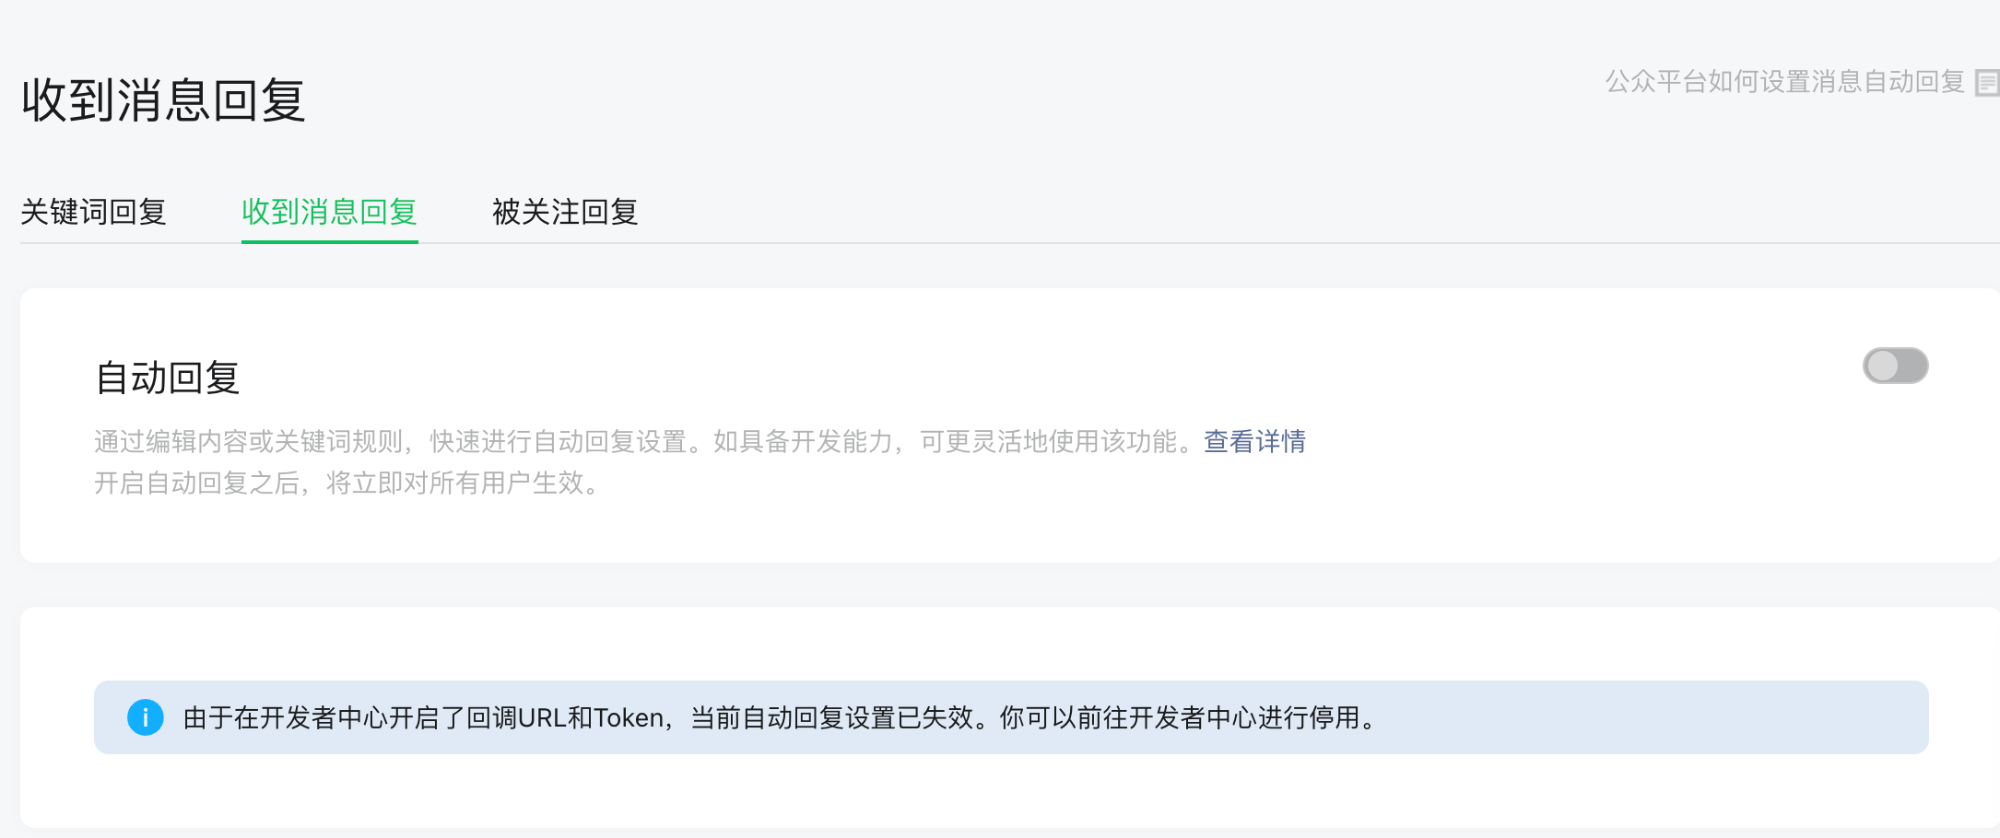 公众平台如何设置消息自动回复
收到消息回复
关键词回复 收到消息回复 被关注回复
自动回复
通过编辑内容或关键词规则，快速进行自动回复设置。如具备开发能力，可更灵活地使用该功能。查看详情
开启自动回复之后，将立即对所有用户生效。
由于在开发者中心开启了回调URL和Token，当前自动回复设置已失效。你可以前往开发者中心进行停用。